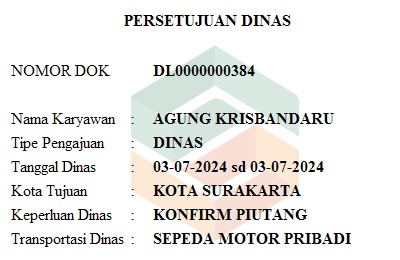 PERSETUJUAN DINAS
NOMOR DOK DL0000000384
Nama Karyawan : AGUNG KRISBANDARU
Tipe Pengajuan : DINAS
Tanggal Dinas : 03-07-2024 sd 03-07-2024
Kota Tujuan : KOTA SURAKARTA
Keperluan Dinas : KONFIRM PIUTANG
Transportasi Dinas : SEPEDA MOTOR PRIBADI